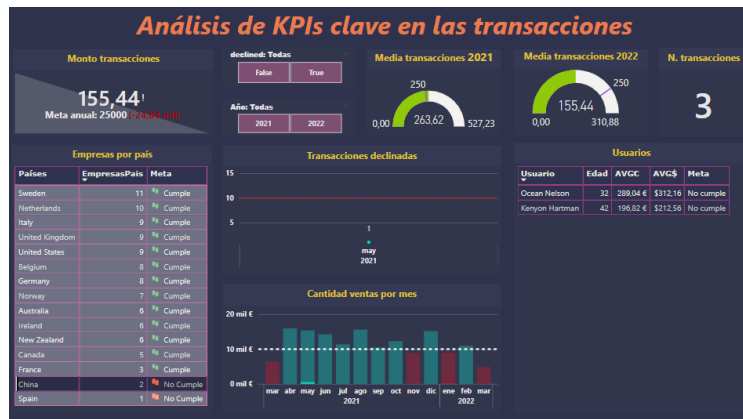 Análisis de KPIs clave en las transacciones
Monto transacciones
155,44!
Meta anual: 25000
declined: Todas
False True
Año: Todas
2021 2022
Media transacciones 2021
250
263,62
0,00 527,23
Media transacciones 2022
250
155,44
0,00 310,88
N. transacciones
3
Empresas por país
Países EmpresasPais Meta
Sweden 11 Cumple
Netherlands 10 Cumple
Italy 9 Cumple
United Kingdom 9 Cumple
United States 9 Cumple
Belgium 8 Cumple
Germany 8 Cumple
Norway 7 Cumple
Australia 6 Cumple
Ireland 6 Cumple
New Zealand 6 Cumple
Canada 5 Cumple
France 3 Cumple
China 2 No Cumple
Spain 1 No Cumple
Transacciones declinadas
15
10
5
1
may
2021
Cantidad ventas por mes
20 mil €
10 mil €
0 mil €
mar abr may jun jul ago sep oct nov dic ene feb mar
2021 2022
Usuarios
Usuario Edad AVG€ AVG$ Meta
Ocean Nelson 32 289,04 € $312,16 No cumple
Kenyon Hartman 42 196,82 € $212,56 No cumple